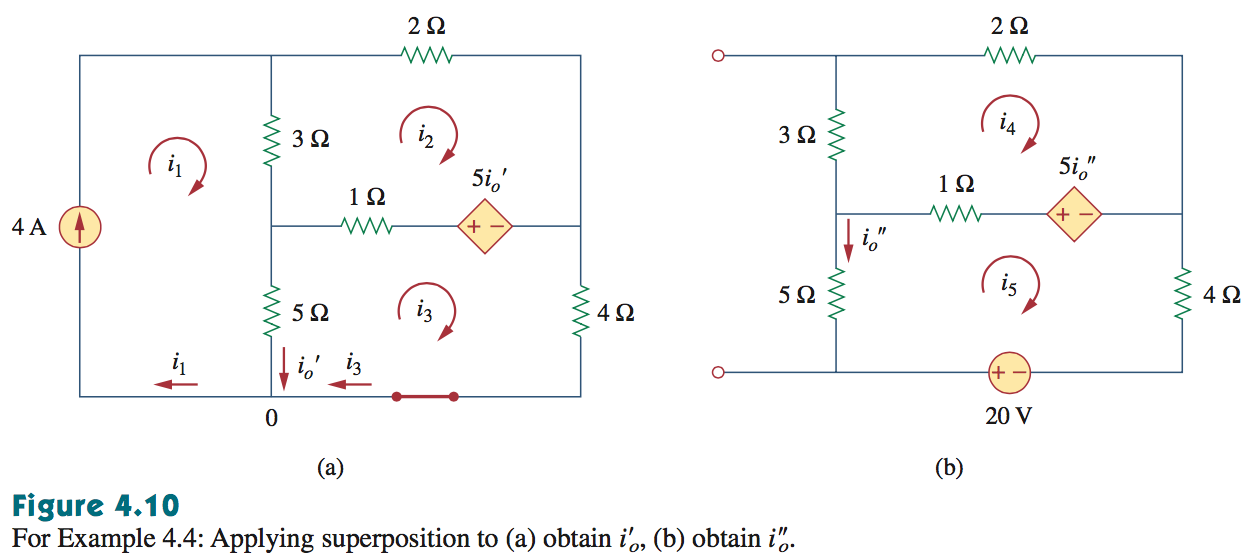 2 Ω
2 Ω
3 Ω
i₂
3 Ω
i₄
i₁
5iₒ'
5iₒ"
1 Ω
1 Ω
4 A
iₒ"
5 Ω
i₃
4 Ω
5 Ω
i₅
4 Ω
i₁
iₒ'
i₃
+ −
+ −
+ −
0
20 V
(a)
(b)
Figure 4.10
For Example 4.4: Applying superposition to (a) obtain i′ₒ, (b) obtain i″ₒ.